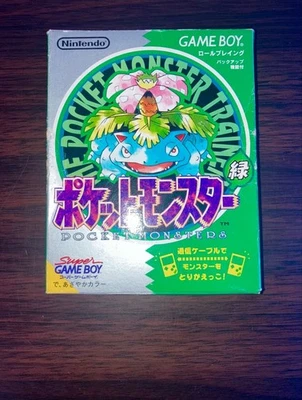 Nintendo
GAME BOY
ロールプレイング
バックアップ
機能付
THE POCKET MONSTER TRAIN
緑
ポケットモンスター
TM
POCKET MONSTERS
通信ケーブルで
モンスターを
とりかえっこ!
Super
GAME BOY
スーパーゲームボーイ
で、あざやかカラー